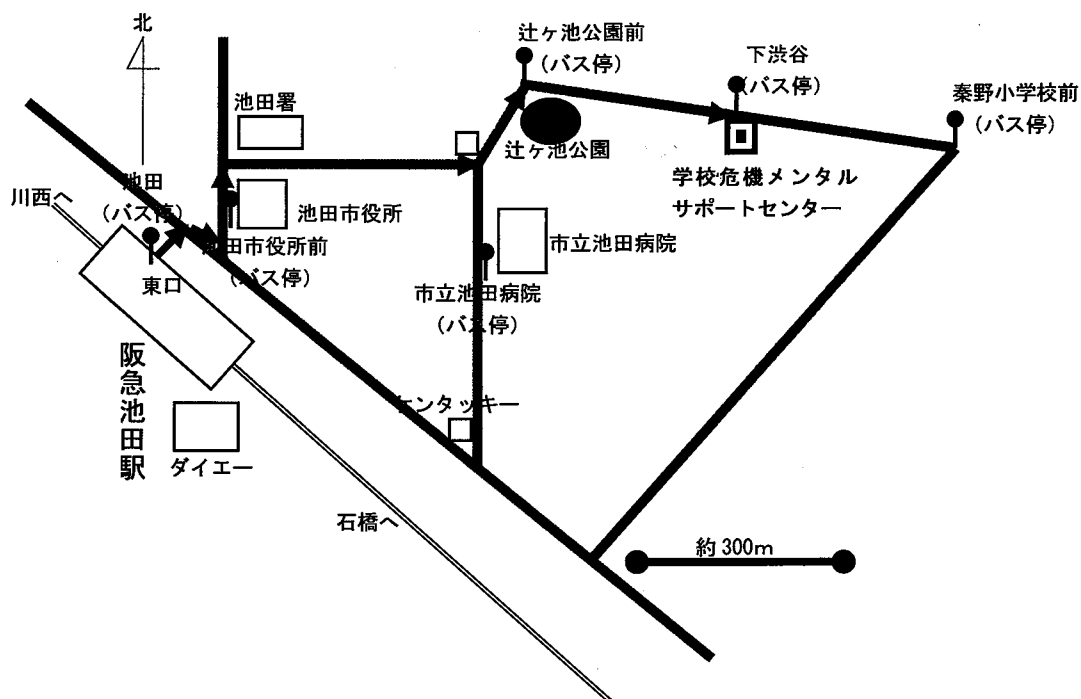 北
辻ヶ池公園前
（バス停）
下渋谷
（バス停）
秦野小学校前
（バス停）
池田署
辻ヶ池公園
学校危機メンタル
サポートセンター
川西へ
池田
（バス停）
池田市役所
池田市役所前
（バス停）
東口
市立池田病院
市立池田病院
（バス停）
阪急池田駅
ケンタッキー
ダイエー
石橋へ
約300m